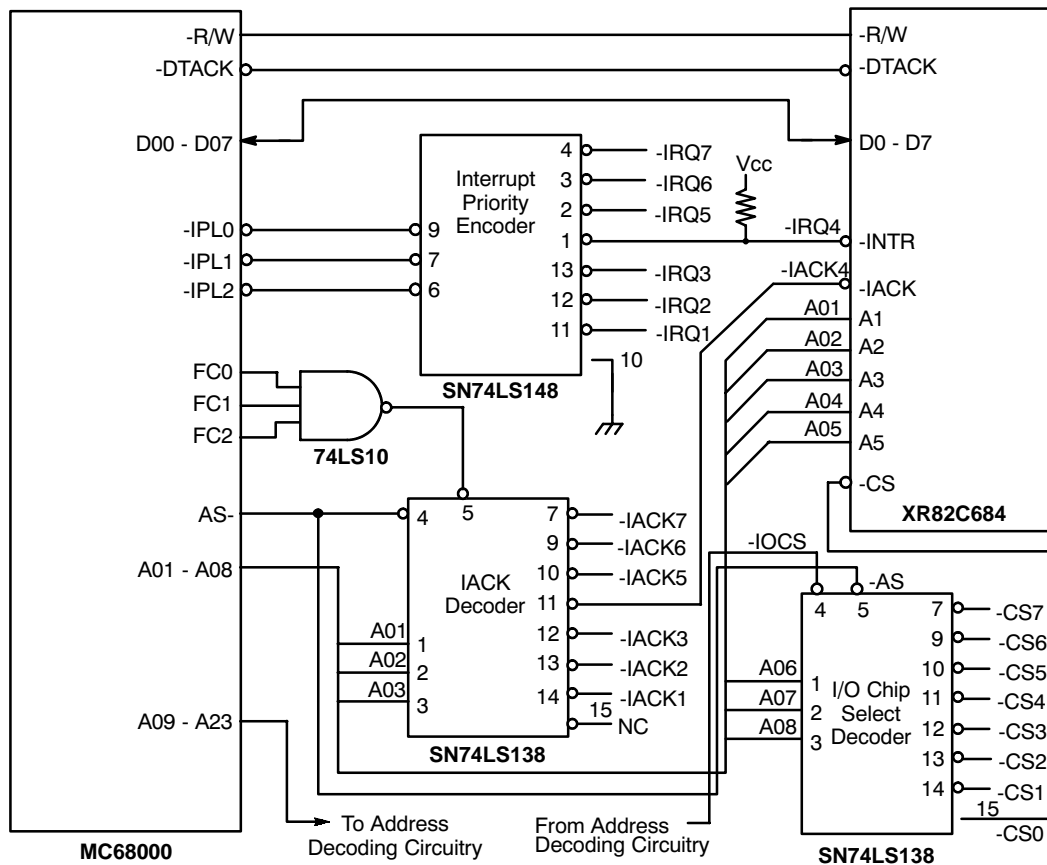 -R/W
-DTACK
D00 - D07
-IPL0
-IPL1
-IPL2
FC0
FC1
FC2
AS-
A01 - A08
A09 - A23
MC68000
74LS10
Interrupt
Priority
Encoder
9
7
6
4
3
2
1
13
12
11
10
-IRQ7
-IRQ6
-IRQ5
-IRQ3
-IRQ2
-IRQ1
SN74LS148
Vcc
-IRQ4
-IACK4
A01
A02
A03
A04
A05
-R/W
-DTACK
D0 - D7
-INTR
-IACK
A1
A2
A3
A4
A5
-CS
XR82C684
4
5
IACK
Decoder
A01
A02
A03
1
2
3
7
9
10
11
12
13
14
15
-IACK7
-IACK6
-IACK5
-IACK3
-IACK2
-IACK1
NC
SN74LS138
-IOCS
-AS
4
5
A06
A07
A08
1
2
3
I/O Chip
Select
Decoder
7
9
10
11
12
13
14
15
-CS7
-CS6
-CS5
-CS4
-CS3
-CS2
-CS1
-CS0
SN74LS138
To Address
Decoding Circuitry
From Address
Decoding Circuitry